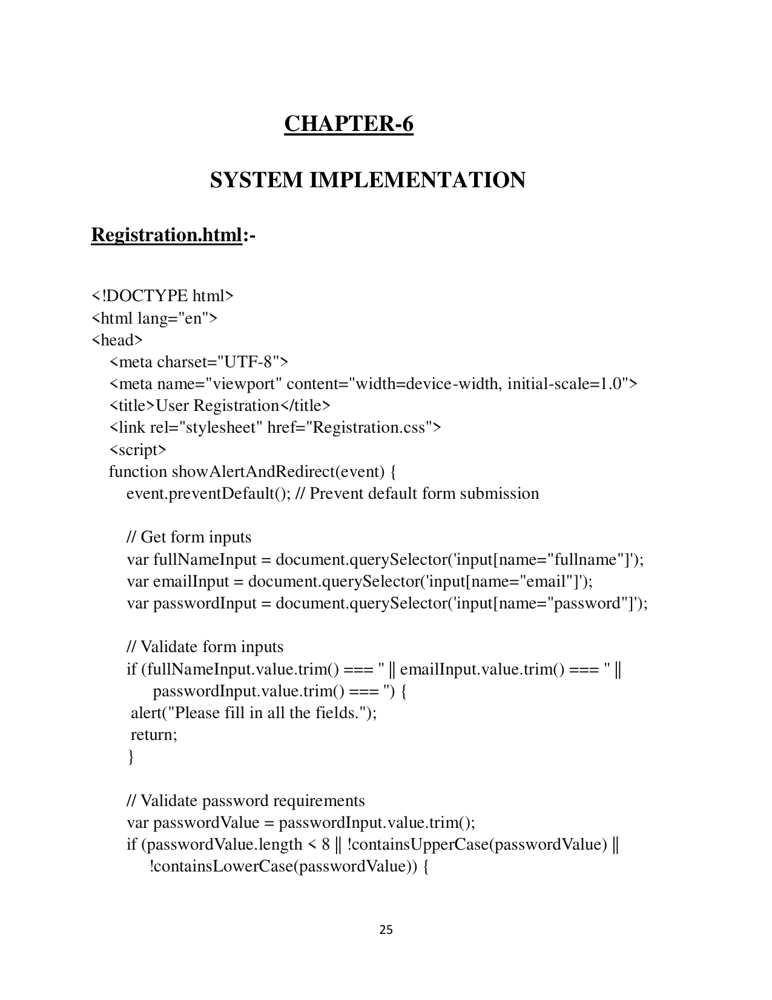 CHAPTER-6
SYSTEM IMPLEMENTATION
Registration.html:-
<!DOCTYPE html>
<html lang="en">
<head>
<meta charset="UTF-8">
<meta name="viewport" content="width=device-width, initial-scale=1.0">
<title>User Registration</title>
<link rel="stylesheet" href="Registration.css">
<script>
function showAlertAndRedirect(event) {
event.preventDefault(); // Prevent default form submission
// Get form inputs
var fullNameInput = document.querySelector('input[name="fullname"]');
var emailInput = document.querySelector('input[name="email"]');
var passwordInput = document.querySelector('input[name="password"]');
// Validate form inputs
if (fullNameInput.value.trim() === '' || emailInput.value.trim() === '' ||
passwordInput.value.trim() === '') {
alert("Please fill in all the fields.");
return;
}
// Validate password requirements
var passwordValue = passwordInput.value.trim();
if (passwordValue.length < 8 || !containsUpperCase(passwordValue) ||
!containsLowerCase(passwordValue)) {
25